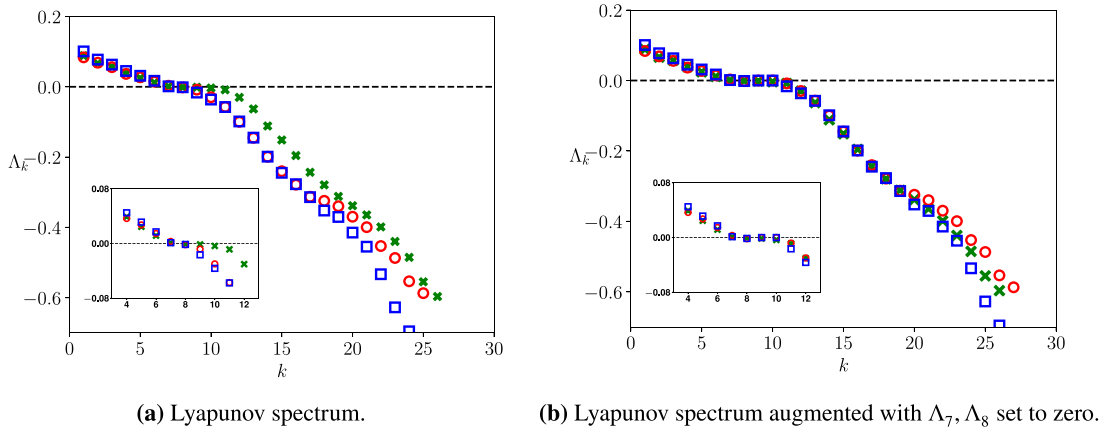 0.2
0.0
−0.2
−0.4
−0.6
Λk
0 5 10 15 20 25 30
k
0.08
0.00
−0.08
4 6 8 10 12
(a) Lyapunov spectrum.
0.2
0.0
−0.2
−0.4
−0.6
Λk
0 5 10 15 20 25 30
k
0.08
0.00
−0.08
4 6 8 10 12
(b) Lyapunov spectrum augmented with Λ7, Λ8 set to zero.